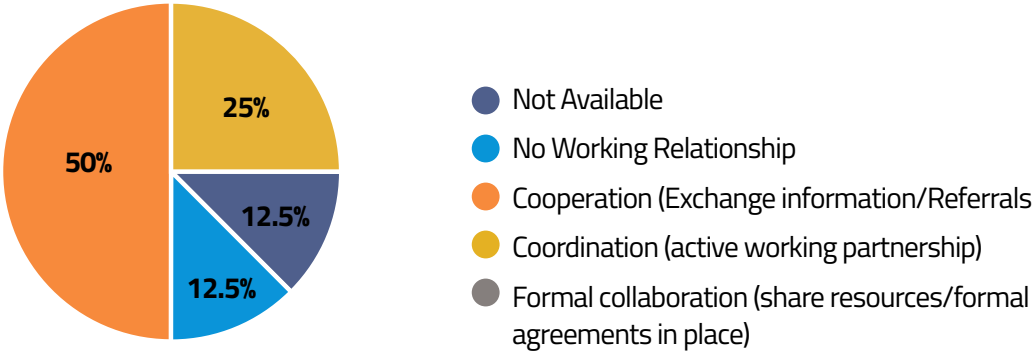 50%
25%
12.5%
12.5%
Not Available
No Working Relationship
Cooperation (Exchange information/Referrals
Coordination (active working partnership)
Formal collaboration (share resources/formal
agreements in place)